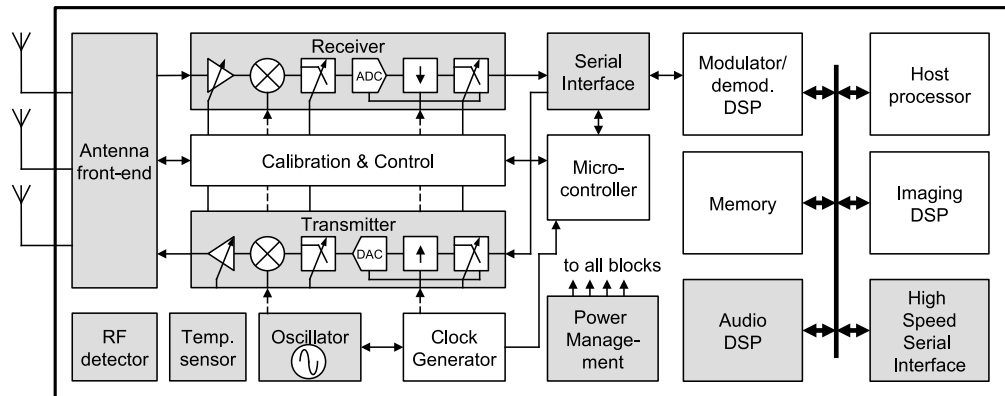 Receiver
ADC
Serial
Interface
Modulator/
demod.
DSP
Host
processor
Antenna
front-end
Calibration & Control
Micro-
controller
Memory
Imaging
DSP
Transmitter
DAC
to all blocks
RF
detector
Temp.
sensor
Oscillator
Clock
Generator
Power
Manage-
ment
Audio
DSP
High
Speed
Serial
Interface